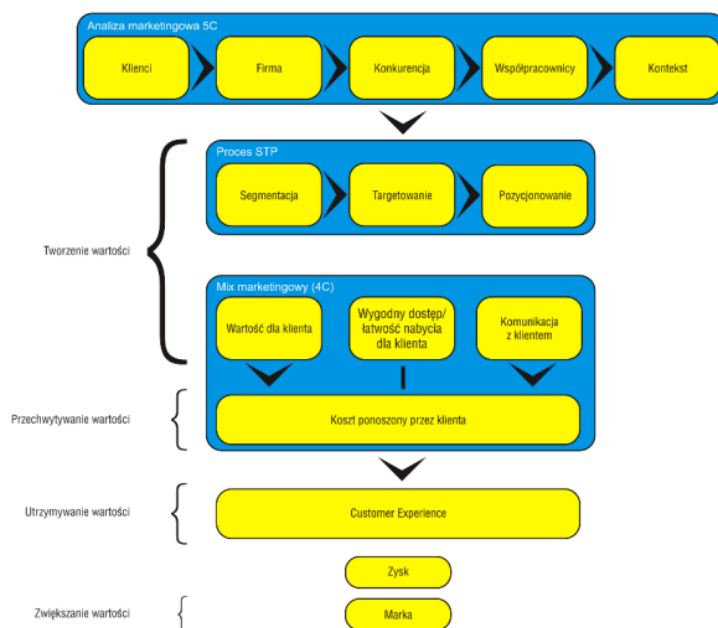 Analiza marketingowa 5C
Klienci
Firma
Konkurencja
Współpracownicy
Kontekst
Proces STP
Segmentacja
Targetowanie
Pozycjonowanie
Tworzenie wartości
Mix marketingowy (4C)
Wartość dla klienta
Wygodny dostęp/
łatwość nabycia
dla klienta
Komunikacja
z klientem
Przechwytywanie wartości
Koszt ponoszony przez klienta
Utrzymywanie wartości
Customer Experience
Zysk
Zwiększanie wartości
Marka